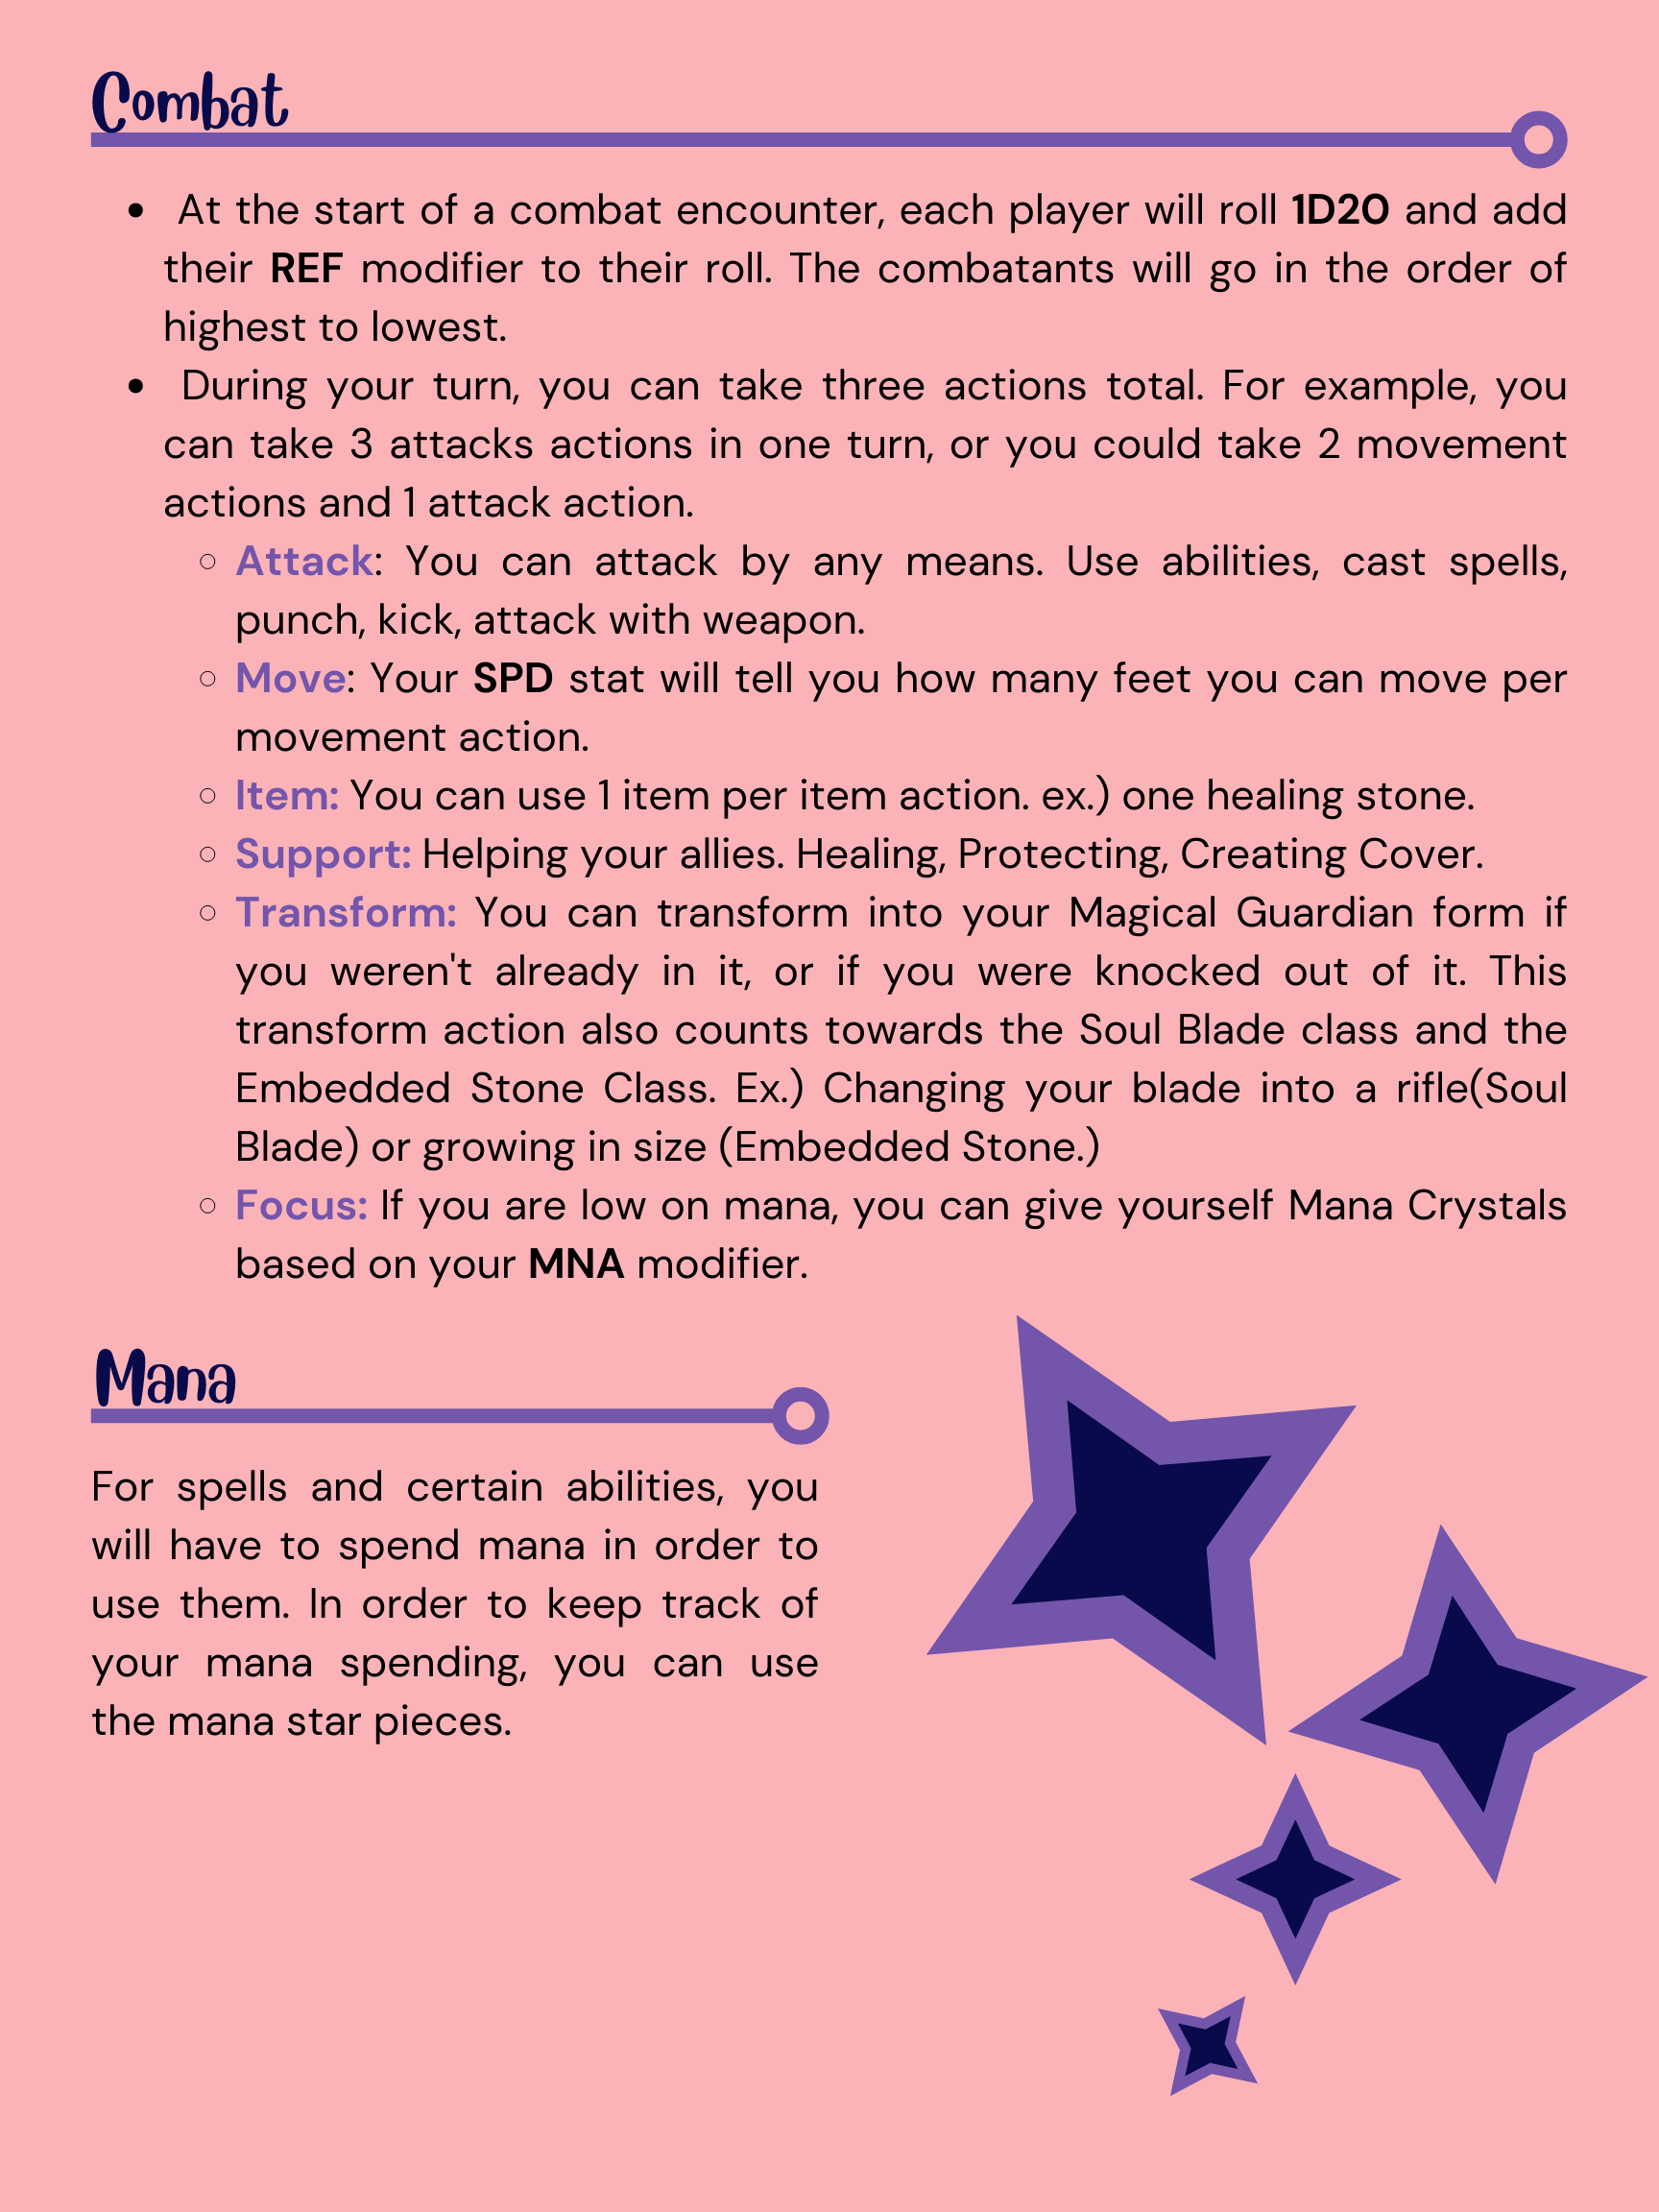 Combat
• At the start of a combat encounter, each player will roll 1D20 and add
their REF modifier to their roll. The combatants will go in the order of
highest to lowest.
• During your turn, you can take three actions total. For example, you
can take 3 attacks actions in one turn, or you could take 2 movement
actions and 1 attack action.
◦ Attack: You can attack by any means. Use abilities, cast spells,
punch, kick, attack with weapon.
◦ Move: Your SPD stat will tell you how many feet you can move per
movement action.
◦ Item: You can use 1 item per item action. ex.) one healing stone.
◦ Support: Helping your allies. Healing, Protecting, Creating Cover.
◦ Transform: You can transform into your Magical Guardian form if
you weren't already in it, or if you were knocked out of it. This
transform action also counts towards the Soul Blade class and the
Embedded Stone Class. Ex.) Changing your blade into a rifle(Soul
Blade) or growing in size (Embedded Stone.)
◦ Focus: If you are low on mana, you can give yourself Mana Crystals
based on your MNA modifier.
Mana
For spells and certain abilities, you
will have to spend mana in order to
use them. In order to keep track of
your mana spending, you can use
the mana star pieces.